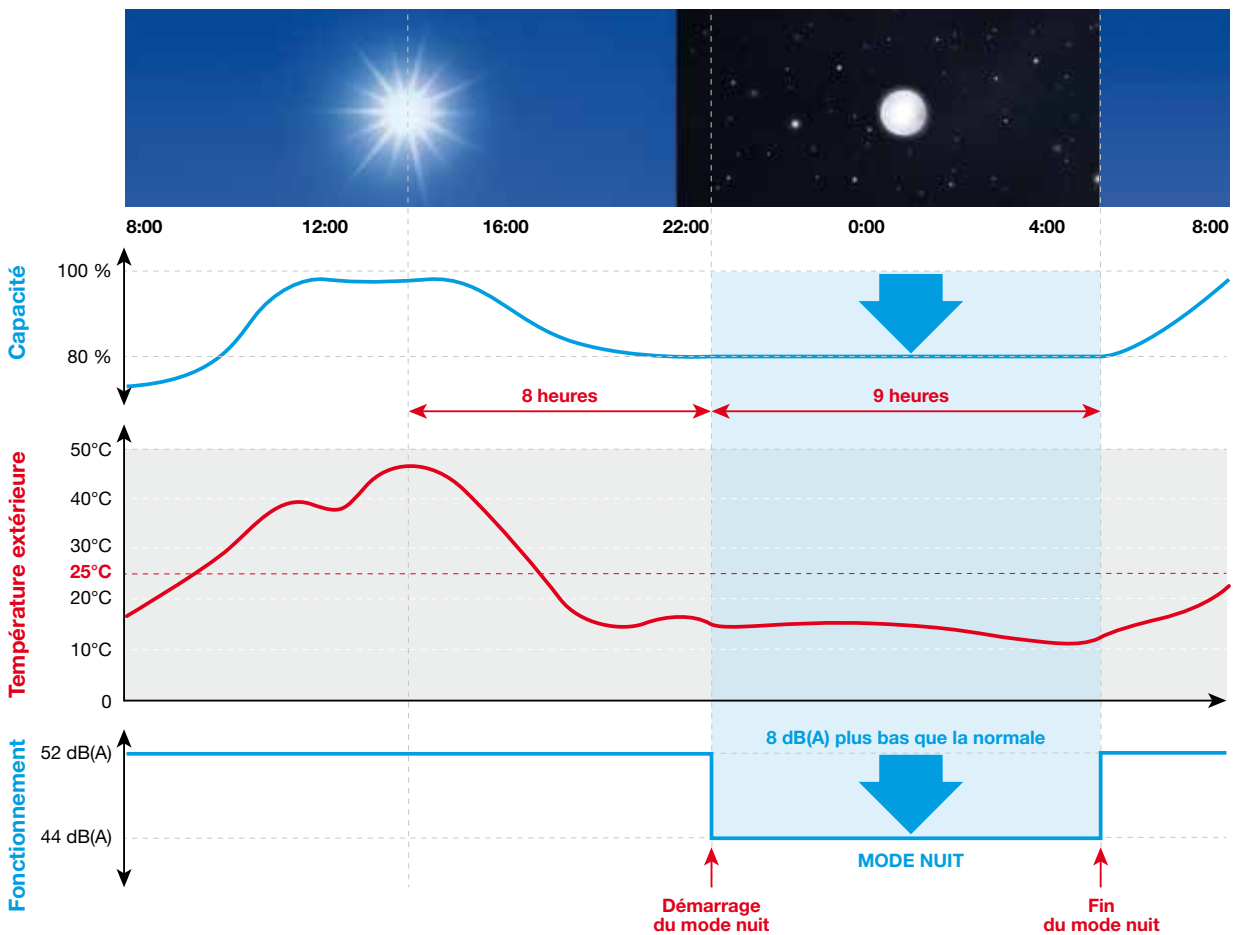 8:00 12:00 16:00 22:00 0:00 4:00 8:00
Capacité
100 %
80 %
8 heures 9 heures
Température extérieure
50°C
40°C
30°C
25°C
20°C
10°C
0
Fonctionnement
8 dB(A) plus bas que la normale
52 dB(A)
44 dB(A)
MODE NUIT
Démarrage
du mode nuit
Fin
du mode nuit